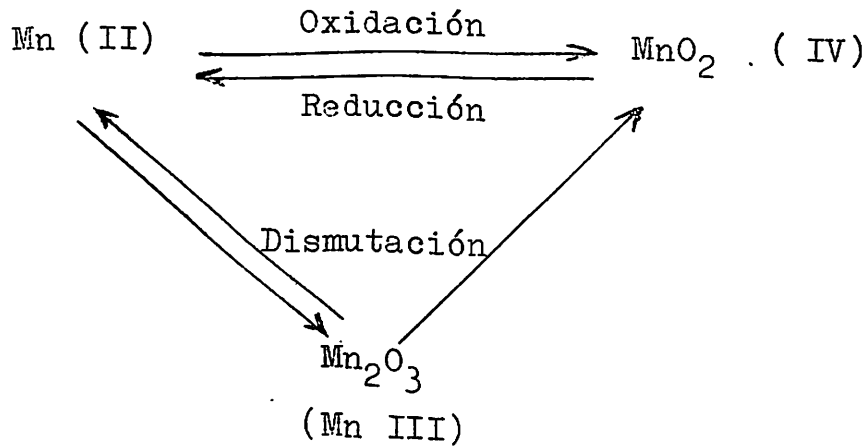 Oxidación
Mn (II)
MnO₂ . ( IV)
Reducción
Dismutación
Mn₂O₃
(Mn III)